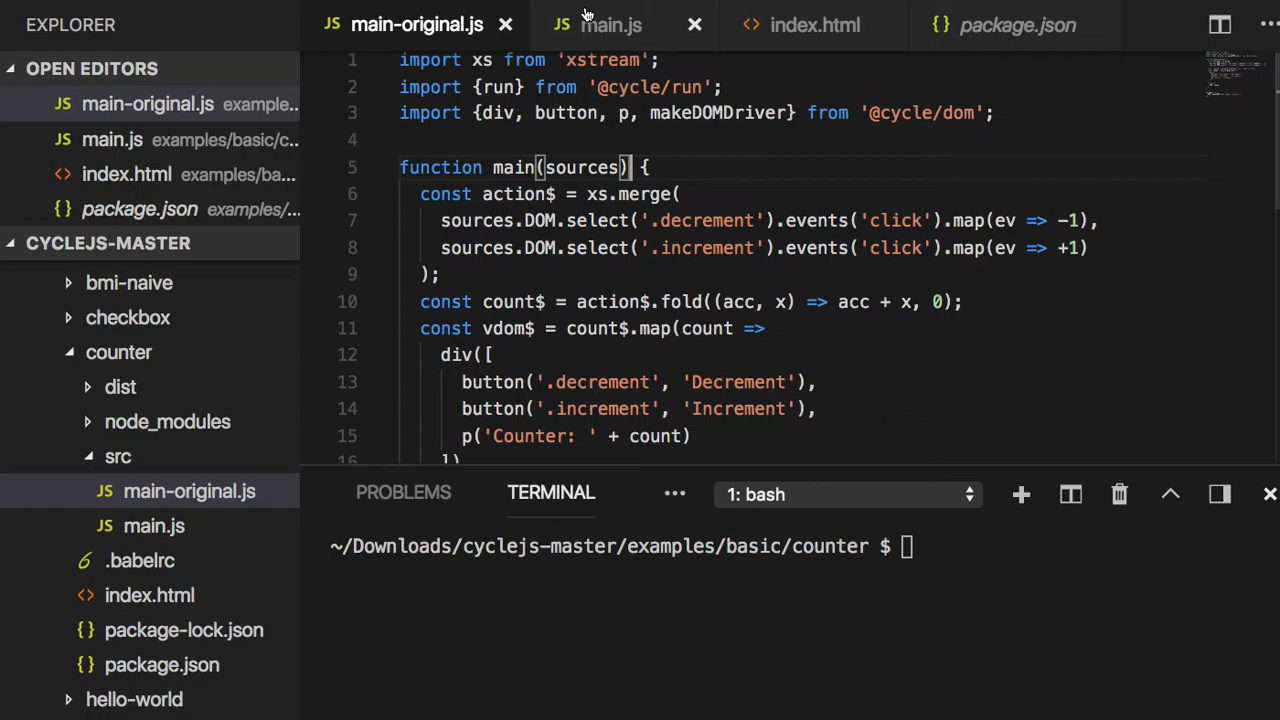 EXPLORER
OPEN EDITORS
JS main-original.js example...
JS main.js examples/basic/c...
<> index.html examples/ba...
{} package.json examples/...
CYCLEJS-MASTER
bmi-naive
checkbox
counter
dist
node_modules
src
JS main-original.js
JS main.js
6 .babelrc
<> index.html
{} package-lock.json
{} package.json
hello-world
JS main-original.js
JS main.js
<> index.html
{} package.json
1 import xs from 'xstream';
2 import {run} from '@cycle/run';
3 import {div, button, p, makeDOMDriver} from '@cycle/dom';
4
5 function main(sources) {
6 const action$ = xs.merge(
7 sources.DOM.select('.decrement').events('click').map(ev => -1),
8 sources.DOM.select('.increment').events('click').map(ev => +1)
9 );
10 const count$ = action$.fold((acc, x) => acc + x, 0);
11 const vdom$ = count$.map(count =>
12 div([
13 button('.decrement', 'Decrement'),
14 button('.increment', 'Increment'),
15 p('Counter: ' + count)
16 ])
PROBLEMS TERMINAL ... 1: bash
~/Downloads/cyclejs-master/examples/basic/counter $